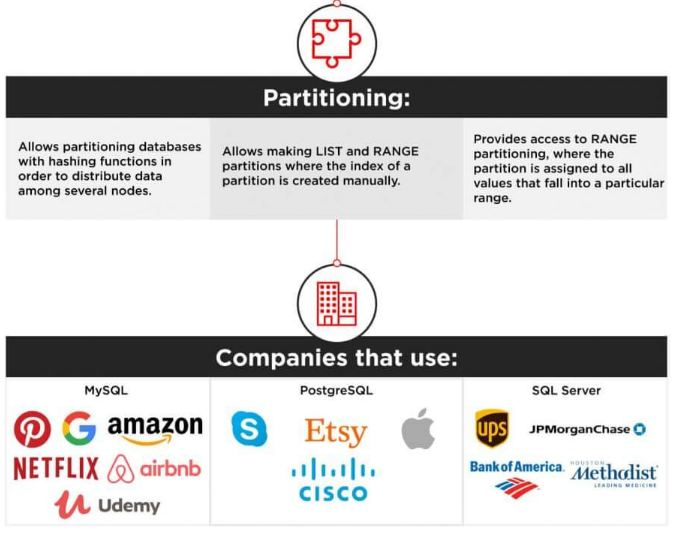 Partitioning:
Allows partitioning databases
with hashing functions in
order to distribute data
among several nodes.
Allows making LIST and RANGE
partitions where the index of a
partition is created manually.
Provides access to RANGE
partitioning, where the
partition is assigned to all
values that fall into a particular
range.
Companies that use:
MySQL
amazon
NETFLIX
airbnb
Udemy
PostgreSQL
Etsy
CISCO
SQL Server
ups
JPMorganChase
Bank of America
HOUSTON
Methodist
LEADING MEDICINE